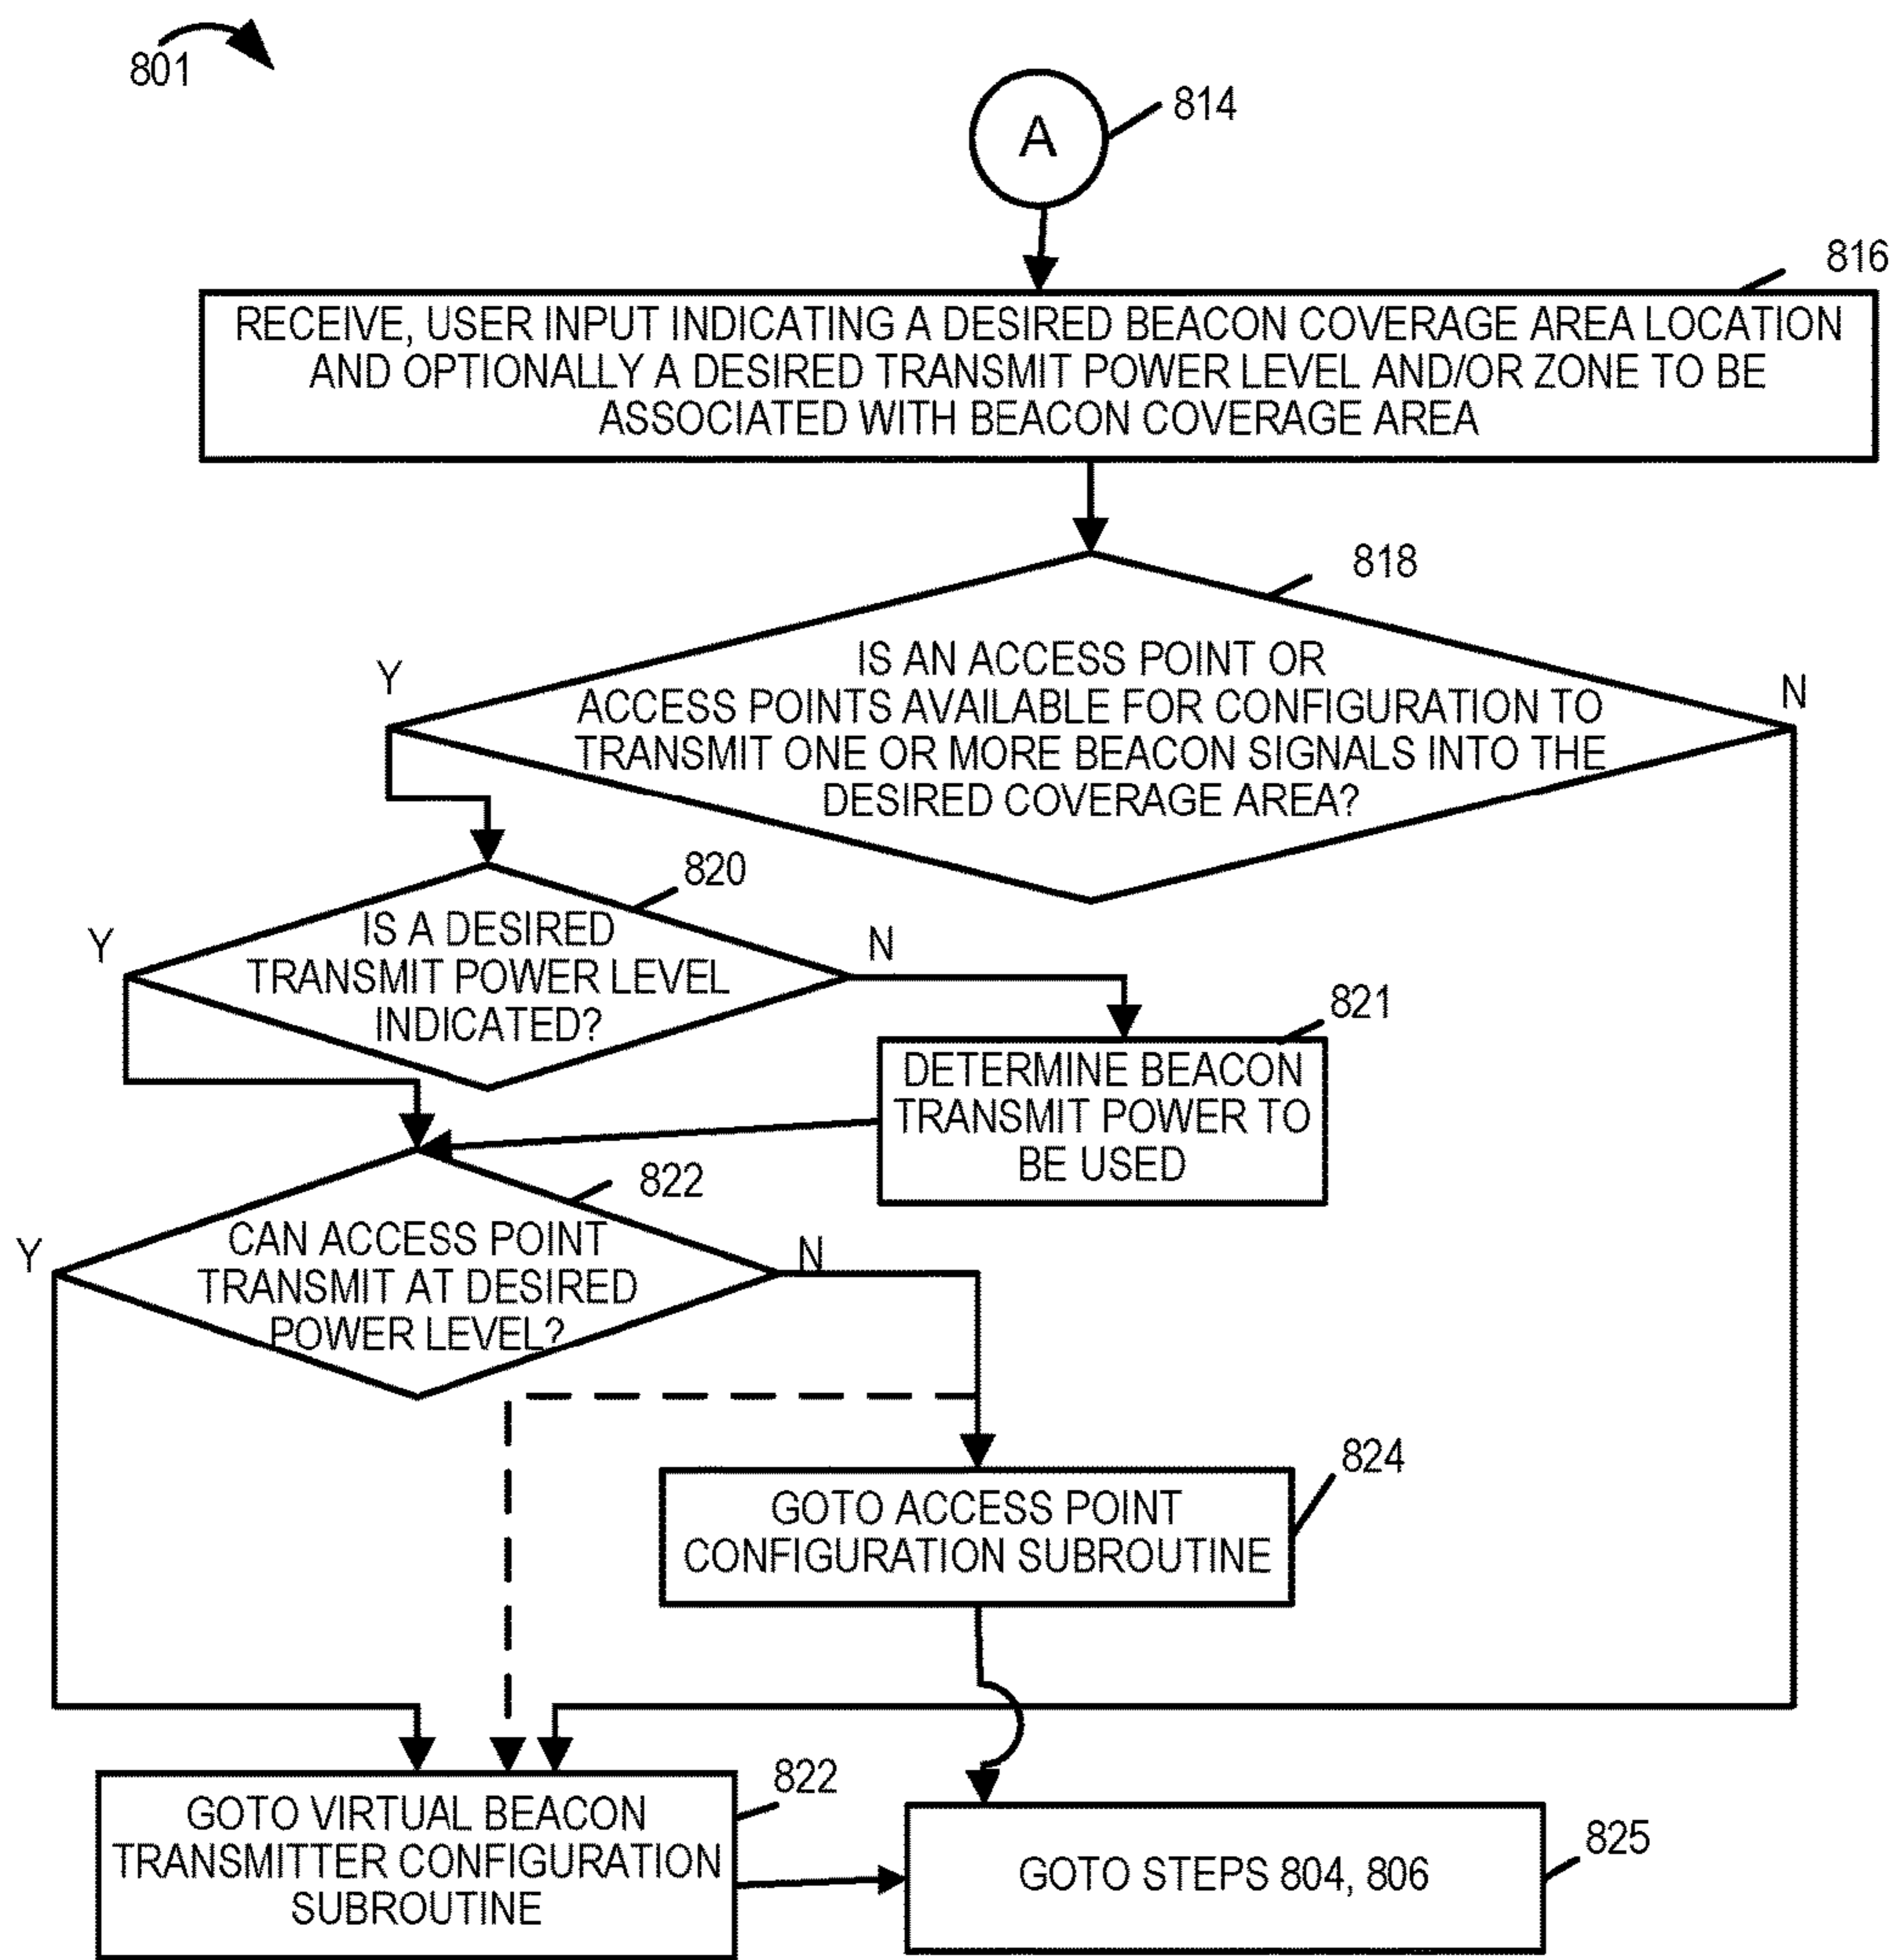 801
A
814
816
RECEIVE, USER INPUT INDICATING A DESIRED BEACON COVERAGE AREA LOCATION
AND OPTIONALLY A DESIRED TRANSMIT POWER LEVEL AND/OR ZONE TO BE
ASSOCIATED WITH BEACON COVERAGE AREA
818
IS AN ACCESS POINT OR
ACCESS POINTS AVAILABLE FOR CONFIGURATION TO
TRANSMIT ONE OR MORE BEACON SIGNALS INTO THE
DESIRED COVERAGE AREA?
Y
N
820
IS A DESIRED
TRANSMIT POWER LEVEL
INDICATED?
Y
N
821
DETERMINE BEACON
TRANSMIT POWER TO
BE USED
822
CAN ACCESS POINT
TRANSMIT AT DESIRED
POWER LEVEL?
Y
N
824
GOTO ACCESS POINT
CONFIGURATION SUBROUTINE
822
GOTO VIRTUAL BEACON
TRANSMITTER CONFIGURATION
SUBROUTINE
825
GOTO STEPS 804, 806